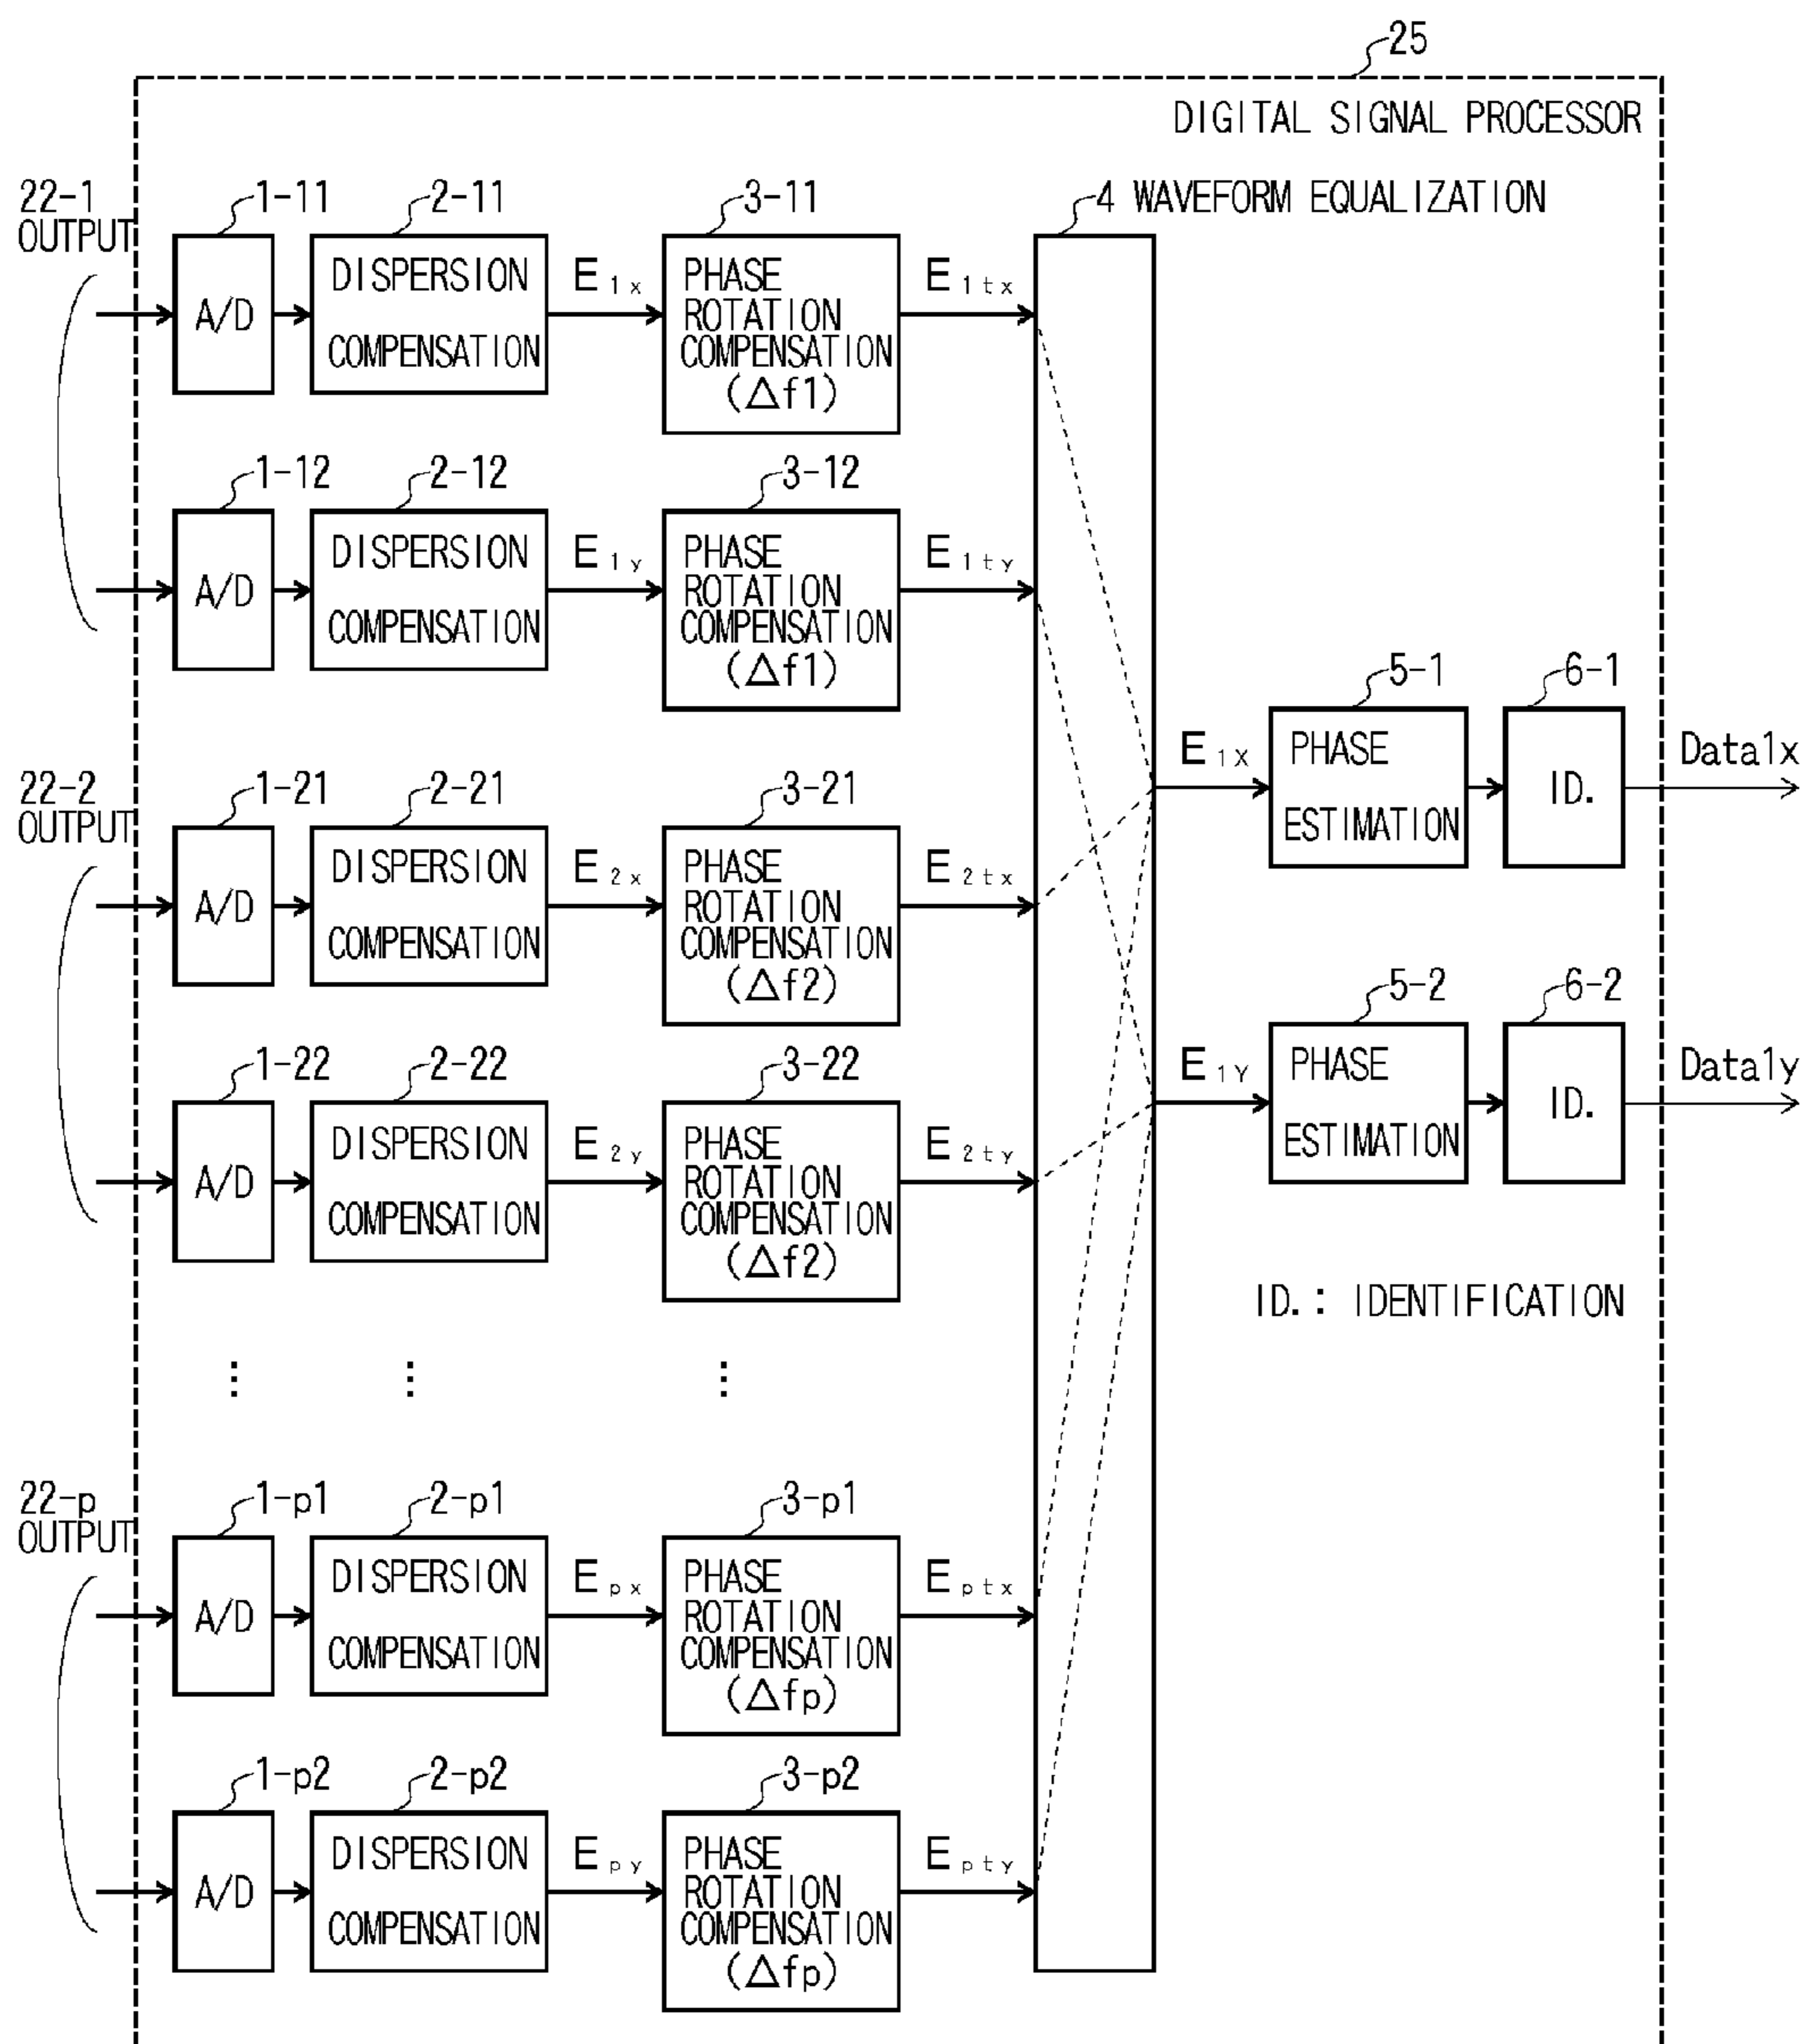 25
DIGITAL SIGNAL PROCESSOR
22-1
OUTPUT
1-11
2-11
3-11
4 WAVEFORM EQUALIZATION
A/D
DISPERSION
COMPENSATION
E1x
PHASE
ROTATION
COMPENSATION
(Δf1)
E1tx
1-12
2-12
3-12
A/D
DISPERSION
COMPENSATION
E1y
PHASE
ROTATION
COMPENSATION
(Δf1)
E1ty
5-1
6-1
E1X
PHASE
ESTIMATION
ID.
Data1x
22-2
OUTPUT
1-21
2-21
3-21
A/D
DISPERSION
COMPENSATION
E2x
PHASE
ROTATION
COMPENSATION
(Δf2)
E2tx
5-2
6-2
E1Y
PHASE
ESTIMATION
ID.
Data1y
1-22
2-22
3-22
A/D
DISPERSION
COMPENSATION
E2y
PHASE
ROTATION
COMPENSATION
(Δf2)
E2ty
ID.: IDENTIFICATION
22-p
OUTPUT
1-p1
2-p1
3-p1
A/D
DISPERSION
COMPENSATION
Epx
PHASE
ROTATION
COMPENSATION
(Δfp)
Eptx
1-p2
2-p2
3-p2
A/D
DISPERSION
COMPENSATION
Epy
PHASE
ROTATION
COMPENSATION
(Δfp)
Epty